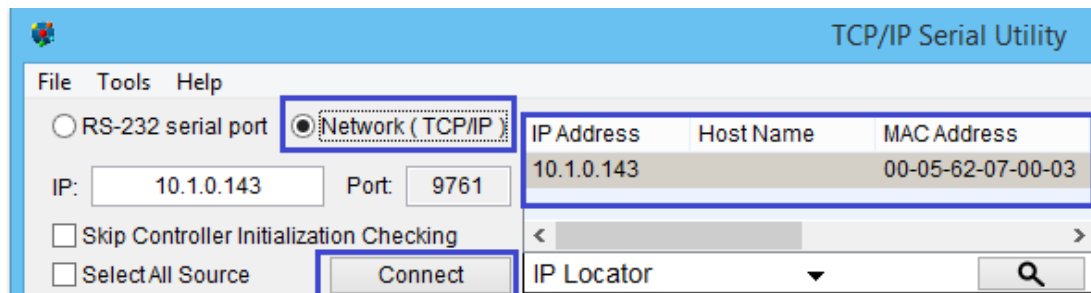 TCP/IP Serial Utility
File Tools Help
RS-232 serial port Network ( TCP/IP ) IP Address Host Name MAC Address
10.1.0.143 00-05-62-07-00-03
IP: 10.1.0.143 Port: 9761
Skip Controller Initialization Checking
Select All Source Connect IP Locator